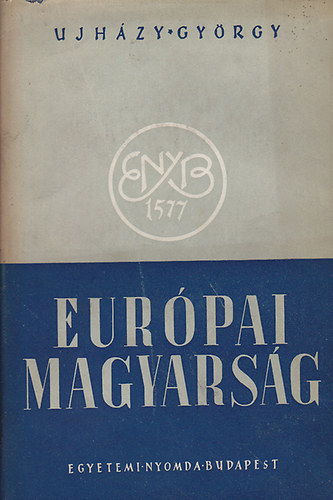 UJHÁZY•GYÖRGY
ENYB
1577
EURÓPAI
MAGYARSÁG
EGYETEMI•NYOMDA•BUDAPEST